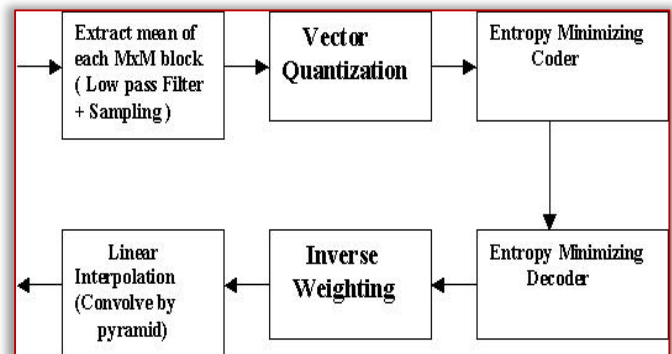 Extract mean of
each MxM block
( Low pass Filter
+ Sampling )
Vector
Quantization
Entropy Minimizing
Coder
Linear
Interpolation
(Convolve by
pyramid)
Inverse
Weighting
Entropy Minimizing
Decoder